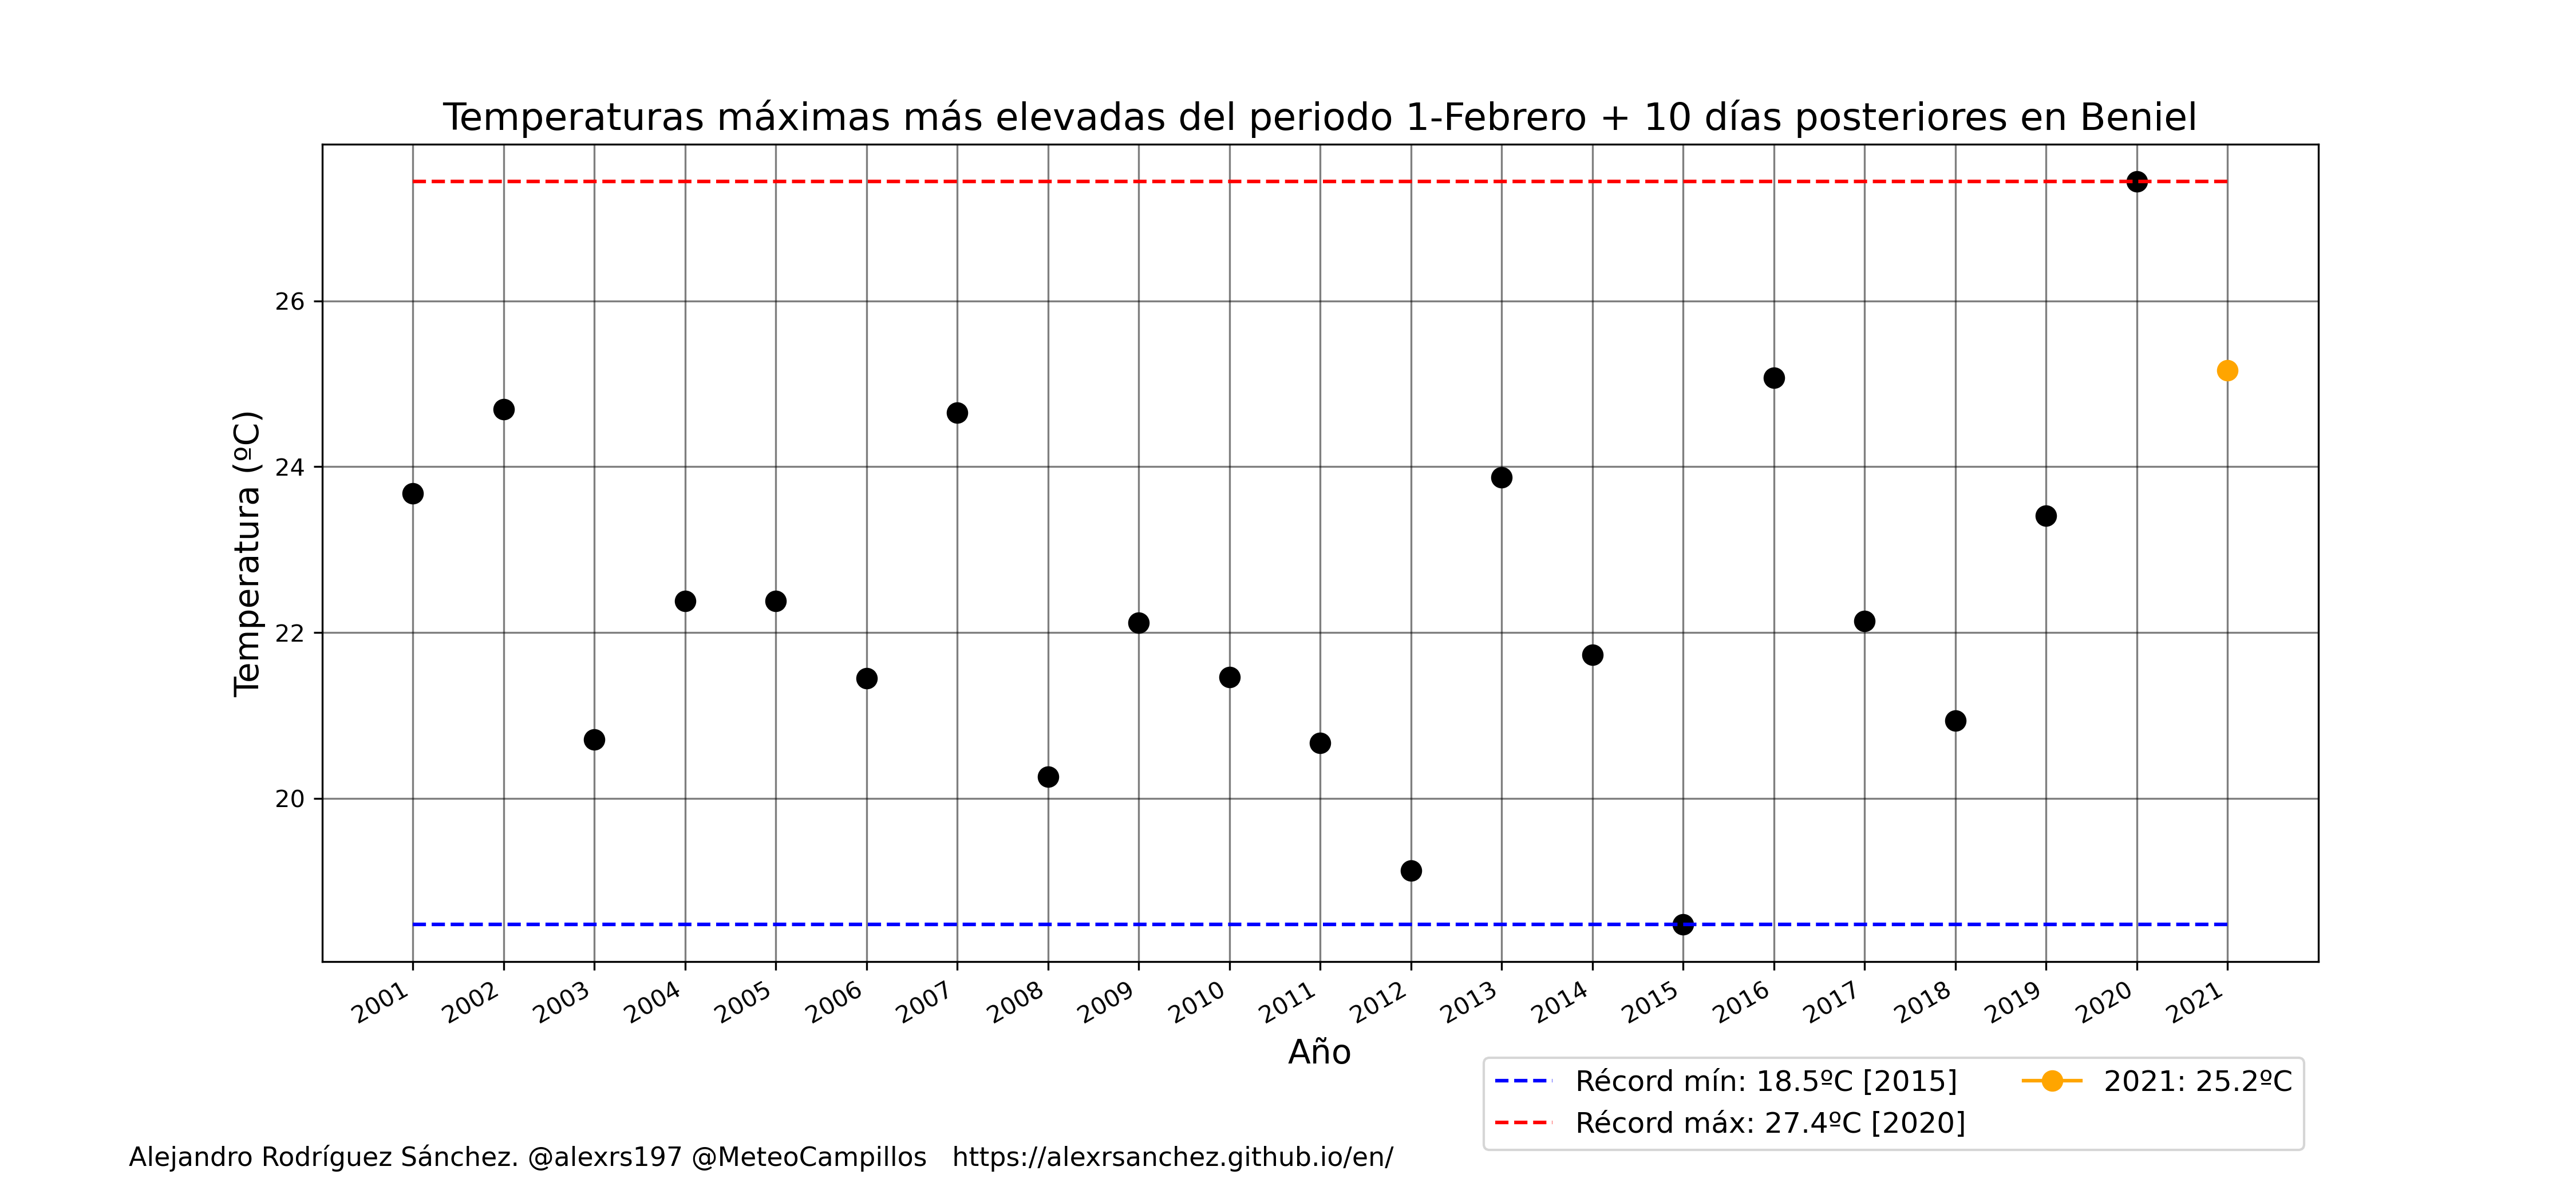 Temperaturas máximas más elevadas del periodo 1-Febrero + 10 días posteriores en Beniel
Temperatura (ºC)
26
24
22
20
2001 2002 2003 2004 2005 2006 2007 2008 2009 2010 2011 2012 2013 2014 2015 2016 2017 2018 2019 2020 2021
Año
Récord mín: 18.5ºC [2015]
Récord máx: 27.4ºC [2020]
2021: 25.2ºC
Alejandro Rodríguez Sánchez. @alexrs197 @MeteoCampillos https://alexrsanchez.github.io/en/